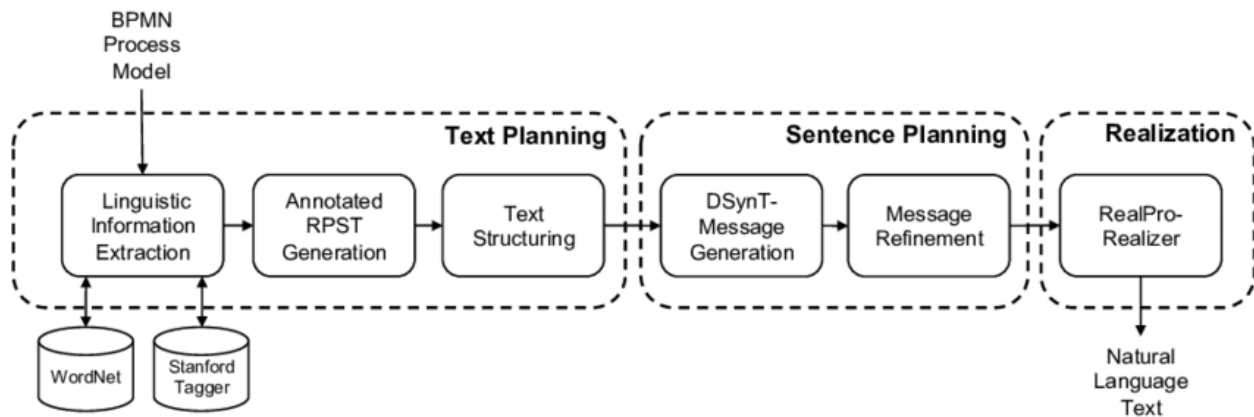 BPMN
Process
Model
Text Planning
Sentence Planning
Realization
Linguistic
Information
Extraction
Annotated
RPST
Generation
Text
Structuring
DSynT-
Message
Generation
Message
Refinement
RealPro-
Realizer
WordNet
Stanford
Tagger
Natural
Language
Text